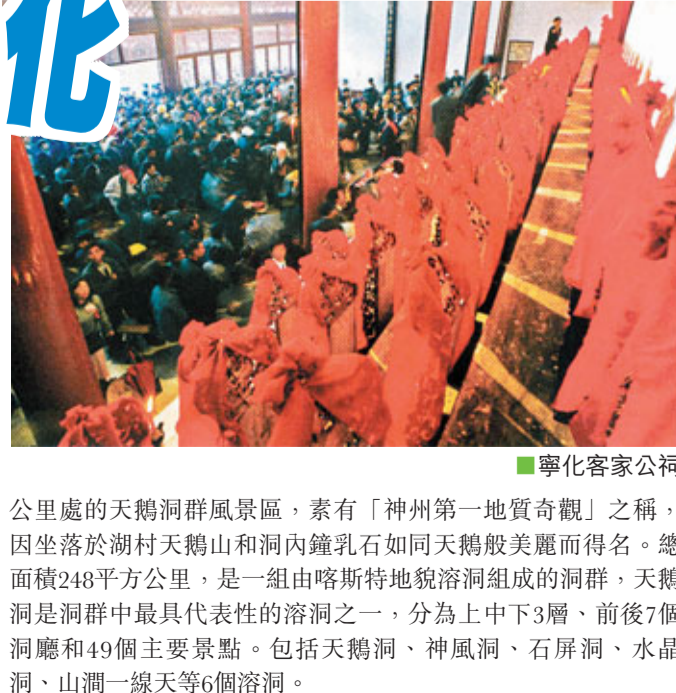 化
■寧化客家公祠
公里處的天鵝洞群風景區，素有「神州第一地質奇觀」之稱，
因坐落於湖村天鵝山和洞內鐘乳石如同天鵝般美麗而得名。總
面積248平方公里，是一組由喀斯特地貌溶洞組成的洞群，天鵝
洞是洞群中最具代表性的溶洞之一，分為上中下3層、前後7個
洞廳和49個主要景點。包括天鵝洞、神風洞、石屏洞、水晶
洞、山澗一線天等6個溶洞。